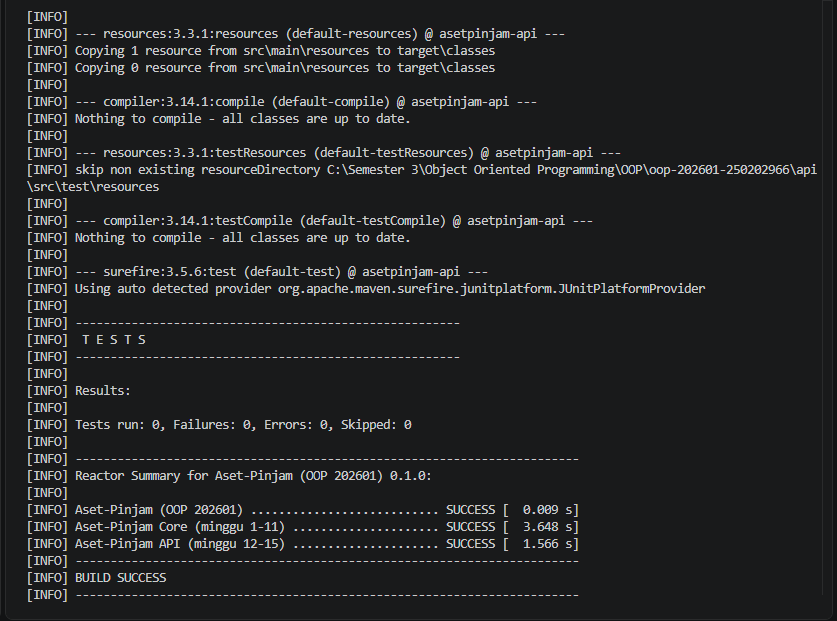 [INFO]
[INFO] --- resources:3.3.1:resources (default-resources) @ asetpinjam-api ---
[INFO] Copying 1 resource from src\main\resources to target\classes
[INFO] Copying 0 resource from src\main\resources to target\classes
[INFO]
[INFO] --- compiler:3.14.1:compile (default-compile) @ asetpinjam-api ---
[INFO] Nothing to compile - all classes are up to date.
[INFO]
[INFO] --- resources:3.3.1:testResources (default-testResources) @ asetpinjam-api ---
[INFO] skip non existing resourceDirectory C:\Semester 3\Object Oriented Programming\OOP\oop-202601-250202966\api
\src\test\resources
[INFO]
[INFO] --- compiler:3.14.1:testCompile (default-testCompile) @ asetpinjam-api ---
[INFO] Nothing to compile - all classes are up to date.
[INFO]
[INFO] --- surefire:3.5.6:test (default-test) @ asetpinjam-api ---
[INFO] Using auto detected provider org.apache.maven.surefire.junitplatform.JUnitPlatformProvider
[INFO]
[INFO] -------------------------------------------------------
[INFO]  T E S T S
[INFO] -------------------------------------------------------
[INFO]
[INFO] Results:
[INFO]
[INFO] Tests run: 0, Failures: 0, Errors: 0, Skipped: 0
[INFO]
[INFO] ------------------------------------------------------------------------
[INFO] Reactor Summary for Aset-Pinjam (OOP 202601) 0.1.0:
[INFO]
[INFO] Aset-Pinjam (OOP 202601) ........................... SUCCESS [  0.009 s]
[INFO] Aset-Pinjam Core (minggu 1-11) ..................... SUCCESS [  3.648 s]
[INFO] Aset-Pinjam API (minggu 12-15) ..................... SUCCESS [  1.566 s]
[INFO] ------------------------------------------------------------------------
[INFO] BUILD SUCCESS
[INFO] ------------------------------------------------------------------------